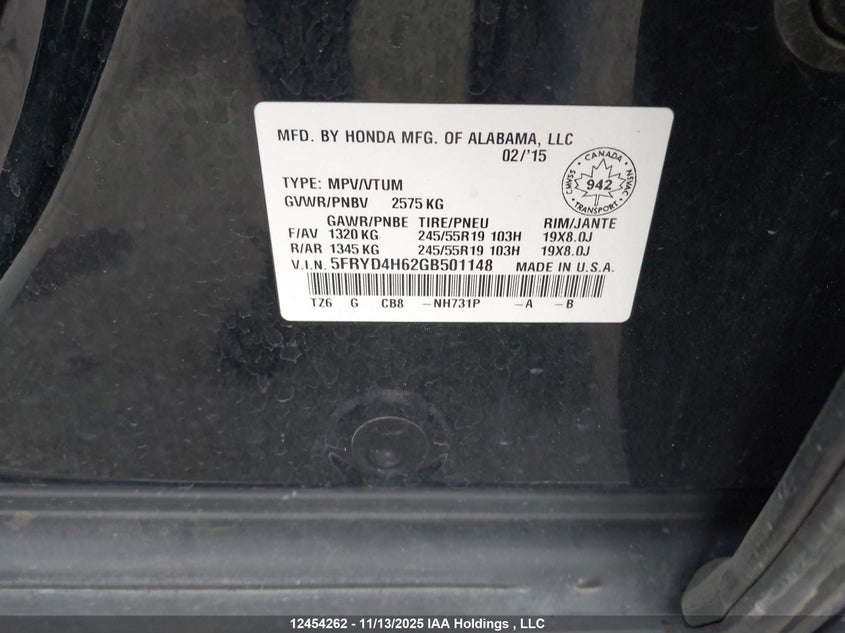 MFD. BY HONDA MFG. OF ALABAMA, LLC
02/'15
TYPE: MPV/VTUM
GVWR/PNBV 2575 KG
CANADA
CMVSS 942 NSVAC
TRANSPORT
GAWR/PNBE TIRE/PNEU RIM/JANTE
F/AV 1320 KG 245/55R19 103H 19X8.0J
R/AR 1345 KG 245/55R19 103H 19X8.0J
V.I.N. 5FRYD4H62GB501148 MADE IN U.S.A.
TZ6 G CB8 -NH731P -A -B
12454262 - 11/13/2025 IAA Holdings , LLC